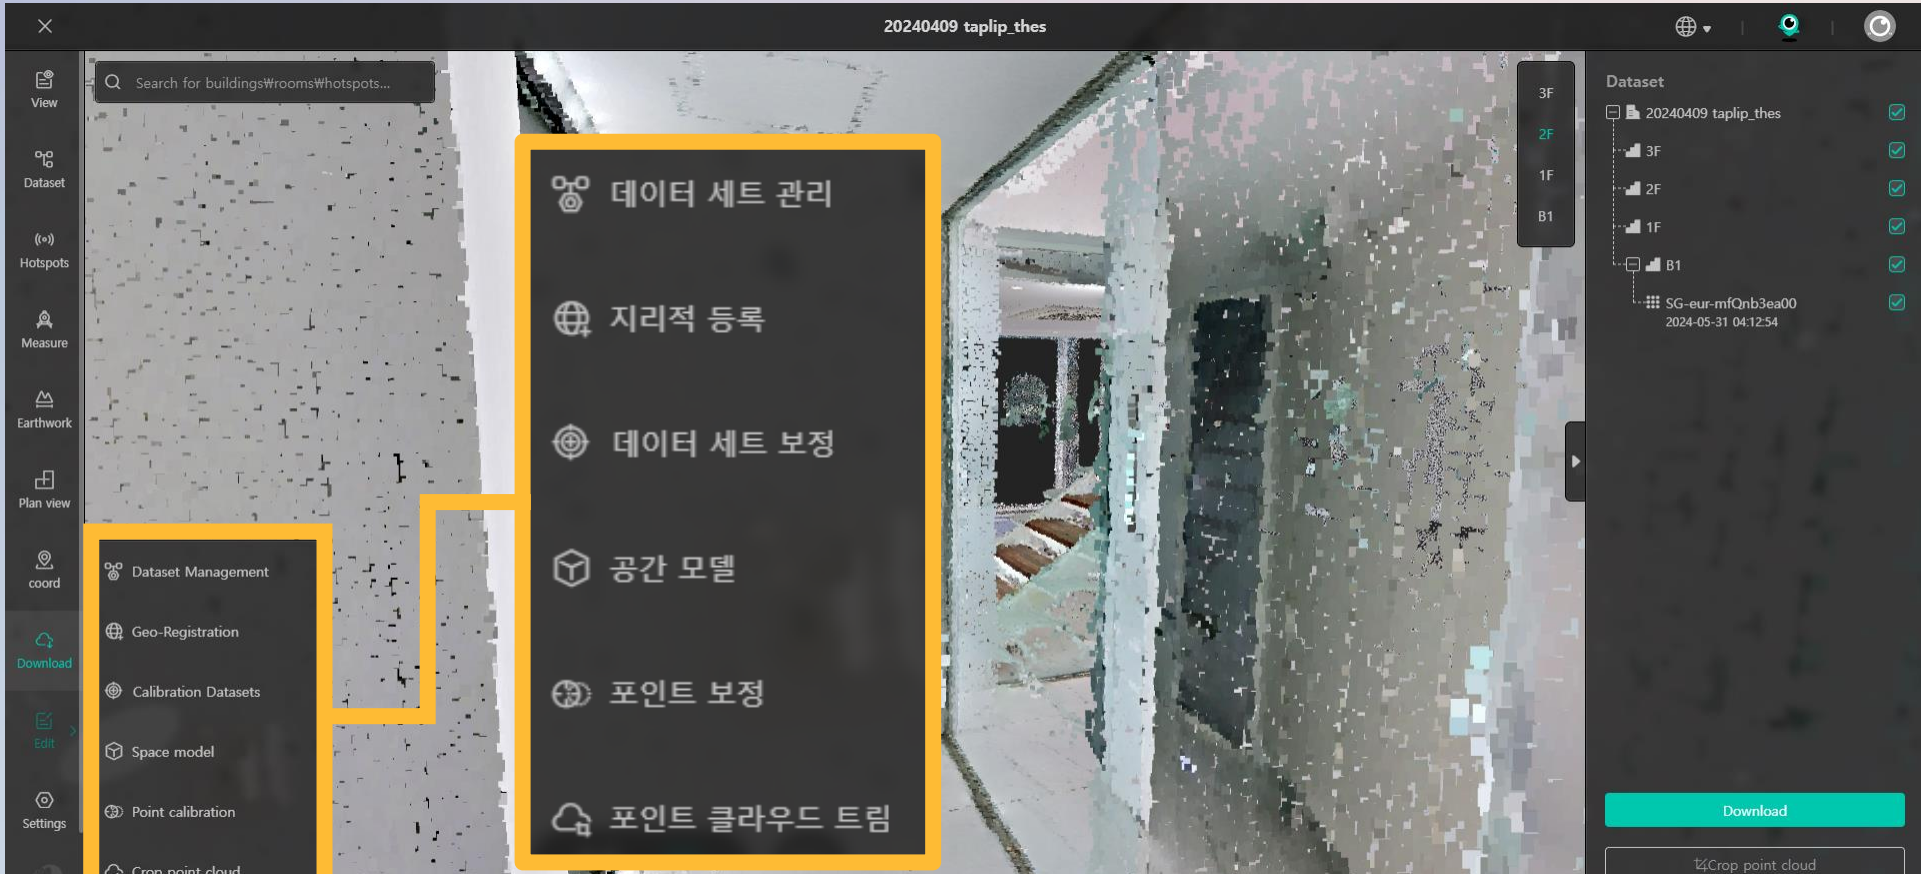 20240409 taplip_thes
View
Dataset
Hotspots
Measure
Earthwork
Plan view
coord
Download
Edit
Settings
Search for buildings₩rooms₩hotspots...
Dataset Management
Geo-Registration
Calibration Datasets
Space model
Point calibration
Crop point cloud
데이터 세트 관리
지리적 등록
데이터 세트 보정
공간 모델
포인트 보정
포인트 클라우드 트림
3F
2F
1F
B1
Dataset
20240409 taplip_thes
3F
2F
1F
B1
SG-eur-mfQnb3ea00
2024-05-31 04:12:54
Download
Crop point cloud